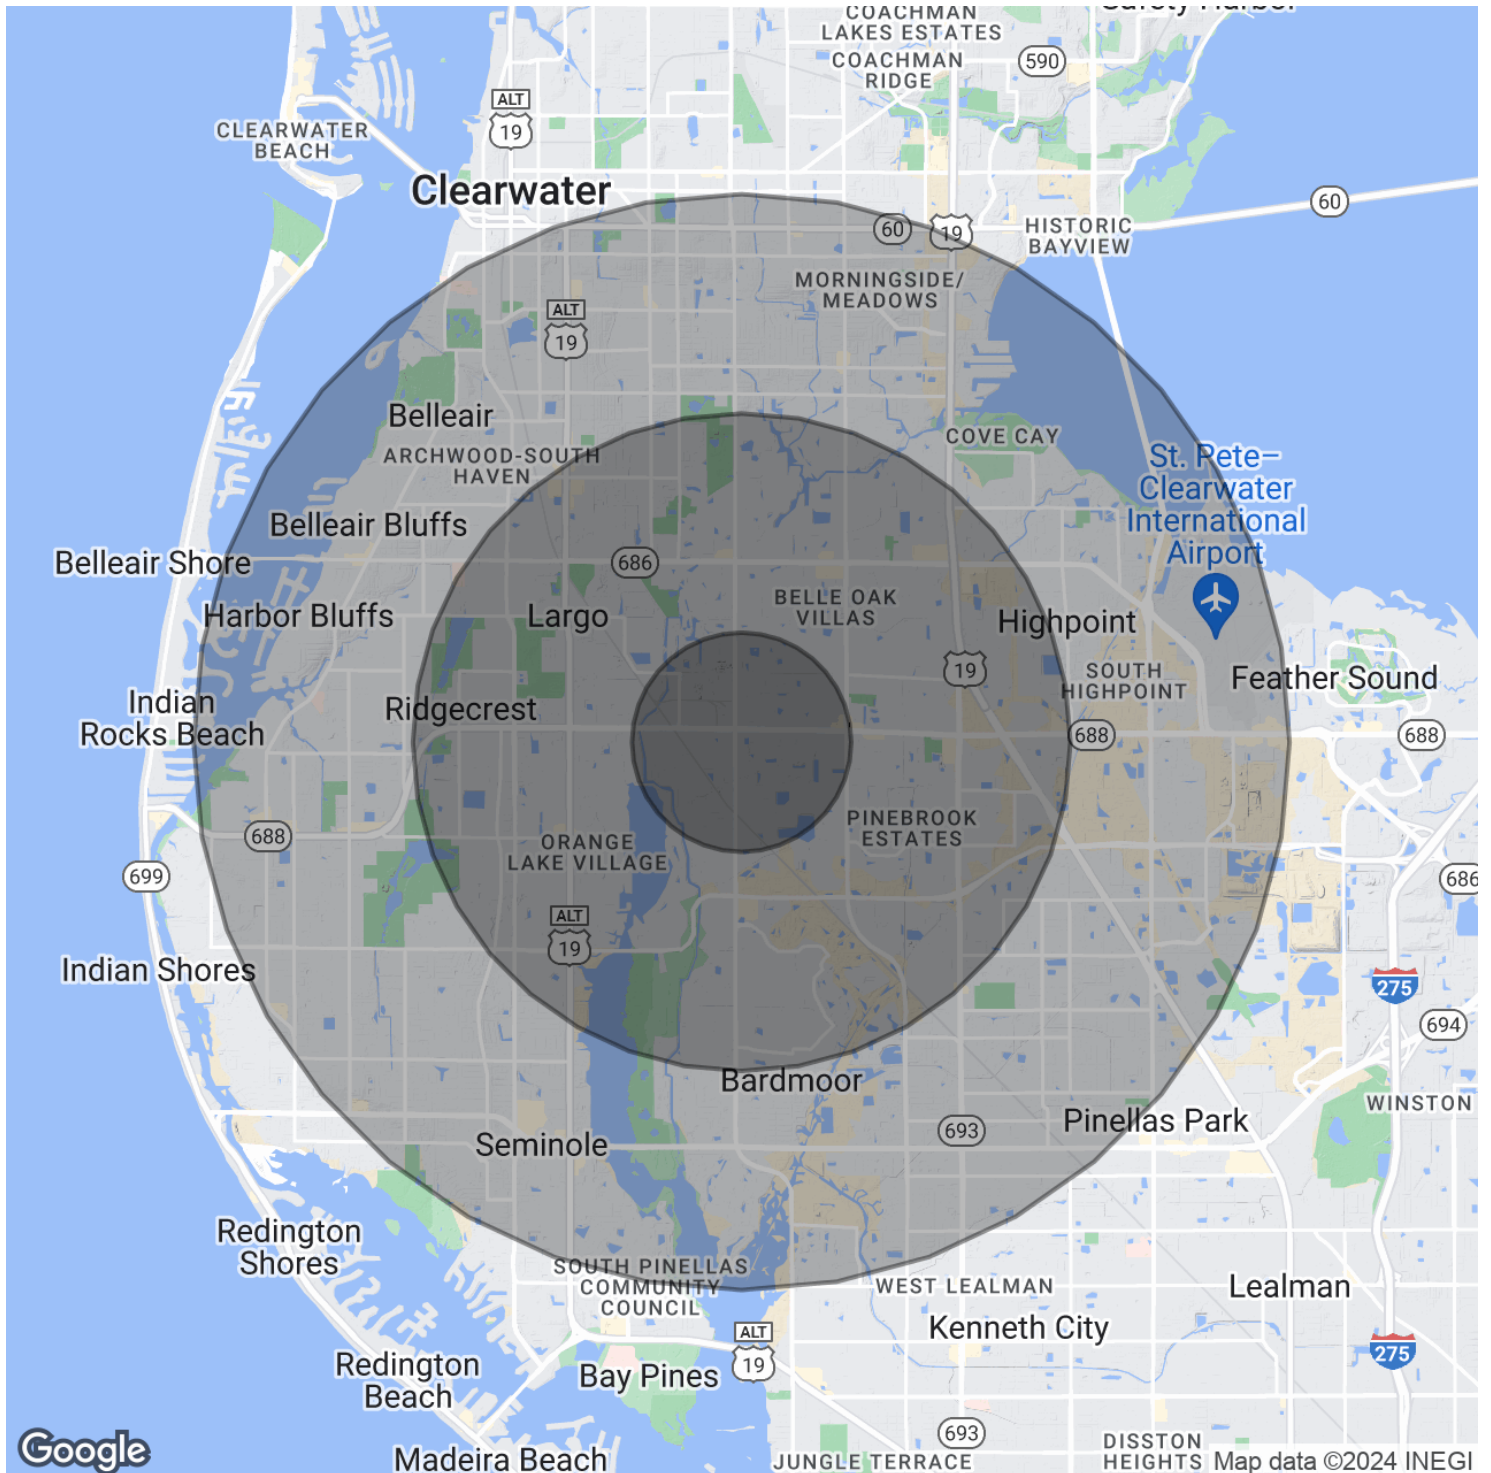 Safety Harbor
COACHMAN
LAKES ESTATES
COACHMAN
RIDGE
590
ALT
19
CLEARWATER
BEACH
Clearwater
60
60
19
HISTORIC
BAYVIEW
MORNINGSIDE/
MEADOWS
ALT
19
Belleair
COVE CAY
ARCHWOOD-SOUTH
HAVEN
St. Pete–
Clearwater
International
Airport
Belleair Bluffs
Belleair Shore
686
BELLE OAK
VILLAS
Harbor Bluffs
Largo
Highpoint
19
SOUTH
HIGHPOINT
Feather Sound
Indian
Rocks Beach
Ridgecrest
688
688
688
ORANGE
LAKE VILLAGE
PINEBROOK
ESTATES
699
686
ALT
19
Indian Shores
275
694
Bardmoor
WINSTON
Pinellas Park
693
Seminole
Redington
Shores
SOUTH PINELLAS
COMMUNITY
COUNCIL
WEST LEALMAN
Lealman
Kenneth City
ALT
19
275
Redington
Beach
Bay Pines
693
DISSTON
HEIGHTS
Google
Madeira Beach
JUNGLE TERRACE
Map data ©2024 INEGI